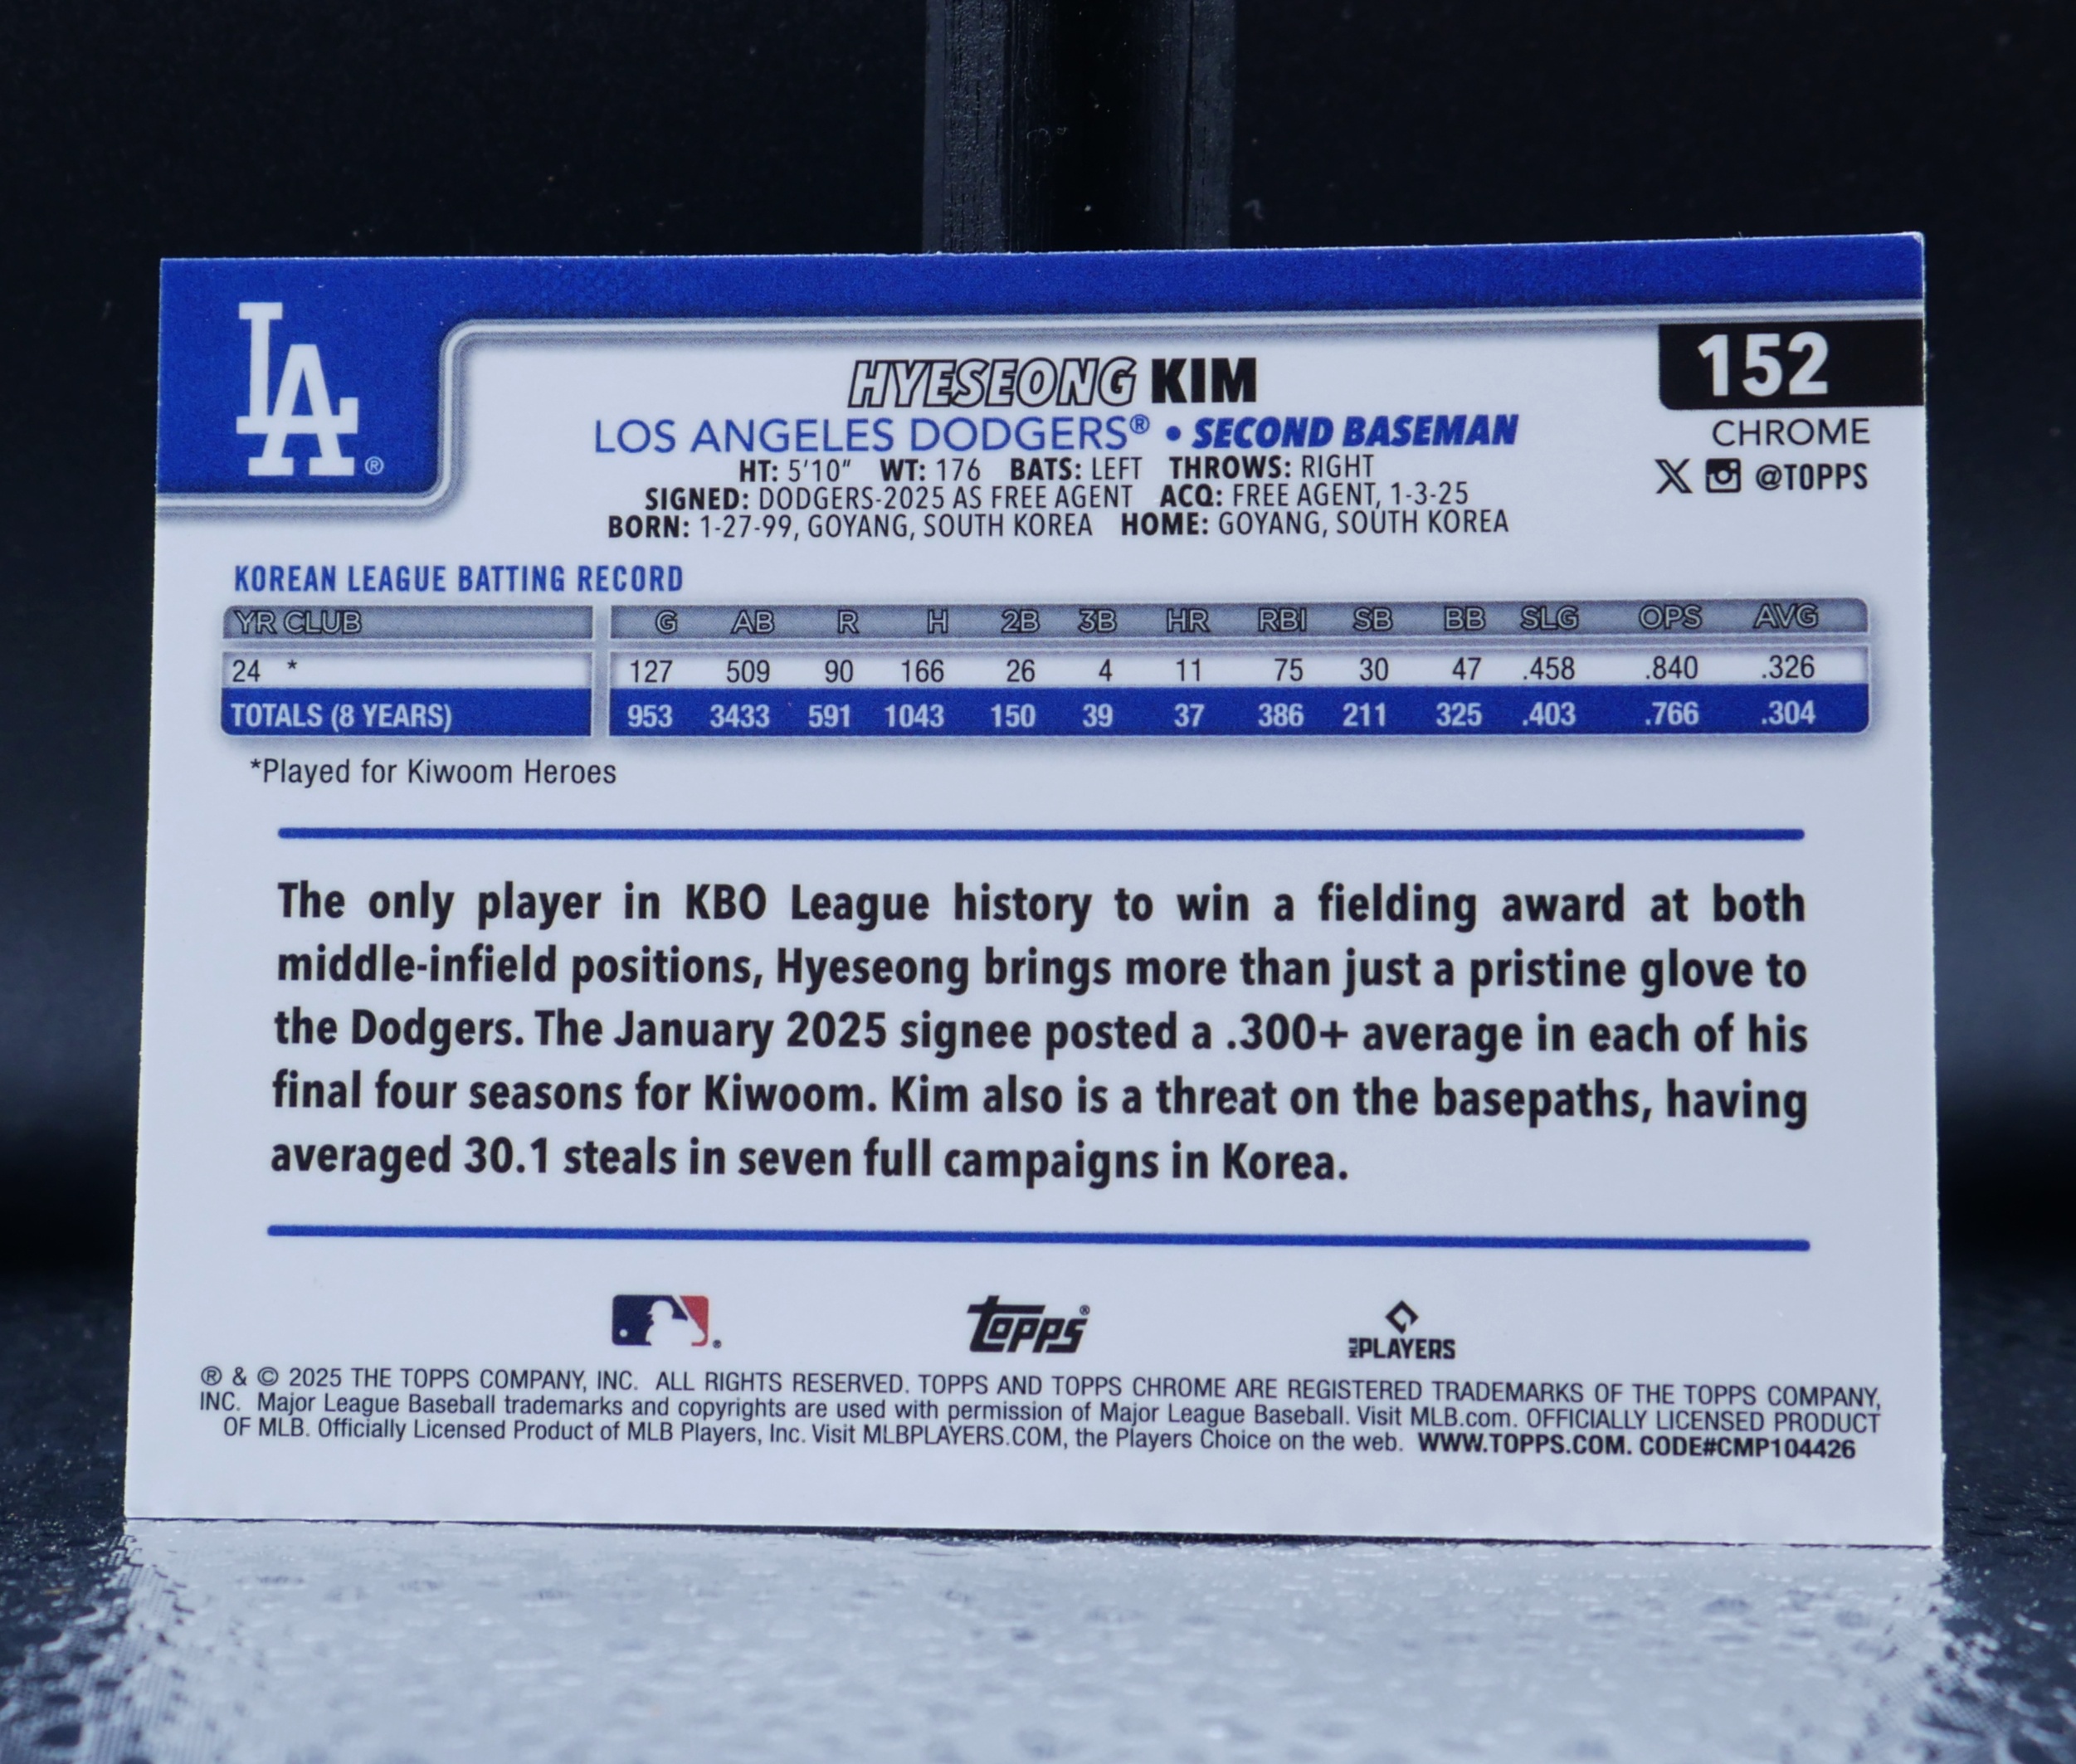 LA®
HYESEONG KIM
152
LOS ANGELES DODGERS® • SECOND BASEMAN
CHROME
HT: 5'10" WT: 176 BATS: LEFT THROWS: RIGHT
X @TOPPS
SIGNED: DODGERS-2025 AS FREE AGENT ACQ: FREE AGENT, 1-3-25
BORN: 1-27-99, GOYANG, SOUTH KOREA HOME: GOYANG, SOUTH KOREA
KOREAN LEAGUE BATTING RECORD
YR CLUB G AB R H 2B 3B HR RBI SB BB SLG OPS AVG
24 * 127 509 90 166 26 4 11 75 30 47 .458 .840 .326
TOTALS (8 YEARS) 953 3433 591 1043 150 39 37 386 211 325 .403 .766 .304
*Played for Kiwoom Heroes
The only player in KBO League history to win a fielding award at both
middle-infield positions, Hyeseong brings more than just a pristine glove to
the Dodgers. The January 2025 signee posted a .300+ average in each of his
final four seasons for Kiwoom. Kim also is a threat on the basepaths, having
averaged 30.1 steals in seven full campaigns in Korea.
Topps® MLB PLAYERS
® & © 2025 THE TOPPS COMPANY, INC. ALL RIGHTS RESERVED. TOPPS AND TOPPS CHROME ARE REGISTERED TRADEMARKS OF THE TOPPS COMPANY,
INC. Major League Baseball trademarks and copyrights are used with permission of Major League Baseball. Visit MLB.com. OFFICIALLY LICENSED PRODUCT
OF MLB. Officially Licensed Product of MLB Players, Inc. Visit MLBPLAYERS.COM, the Players Choice on the web. WWW.TOPPS.COM. CODE#CMP104426